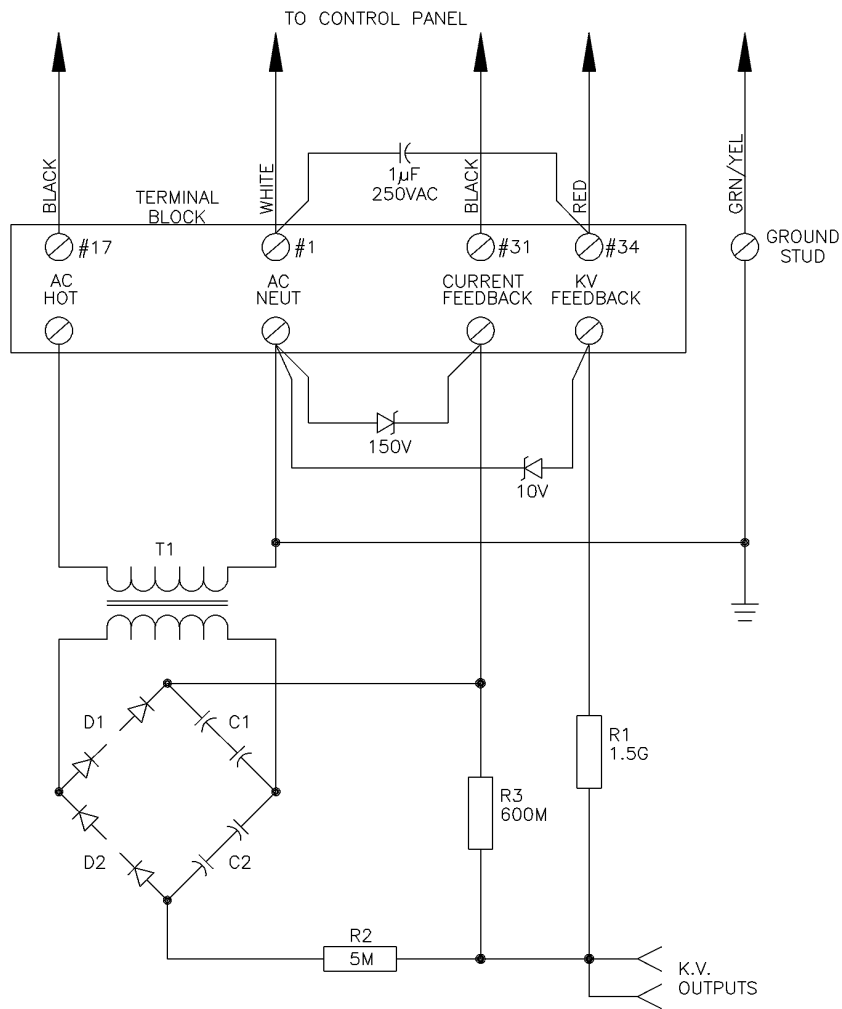 TO CONTROL PANEL
BLACK
WHITE
1µF
250VAC
BLACK
RED
GRN/YEL
TERMINAL
BLOCK
#17
#1
#31
#34
GROUND
STUD
AC
HOT
AC
NEUT
CURRENT
FEEDBACK
KV
FEEDBACK
150V
10V
T1
D1
C1
R1
1.5G
R3
600M
D2
C2
R2
5M
K.V.
OUTPUTS